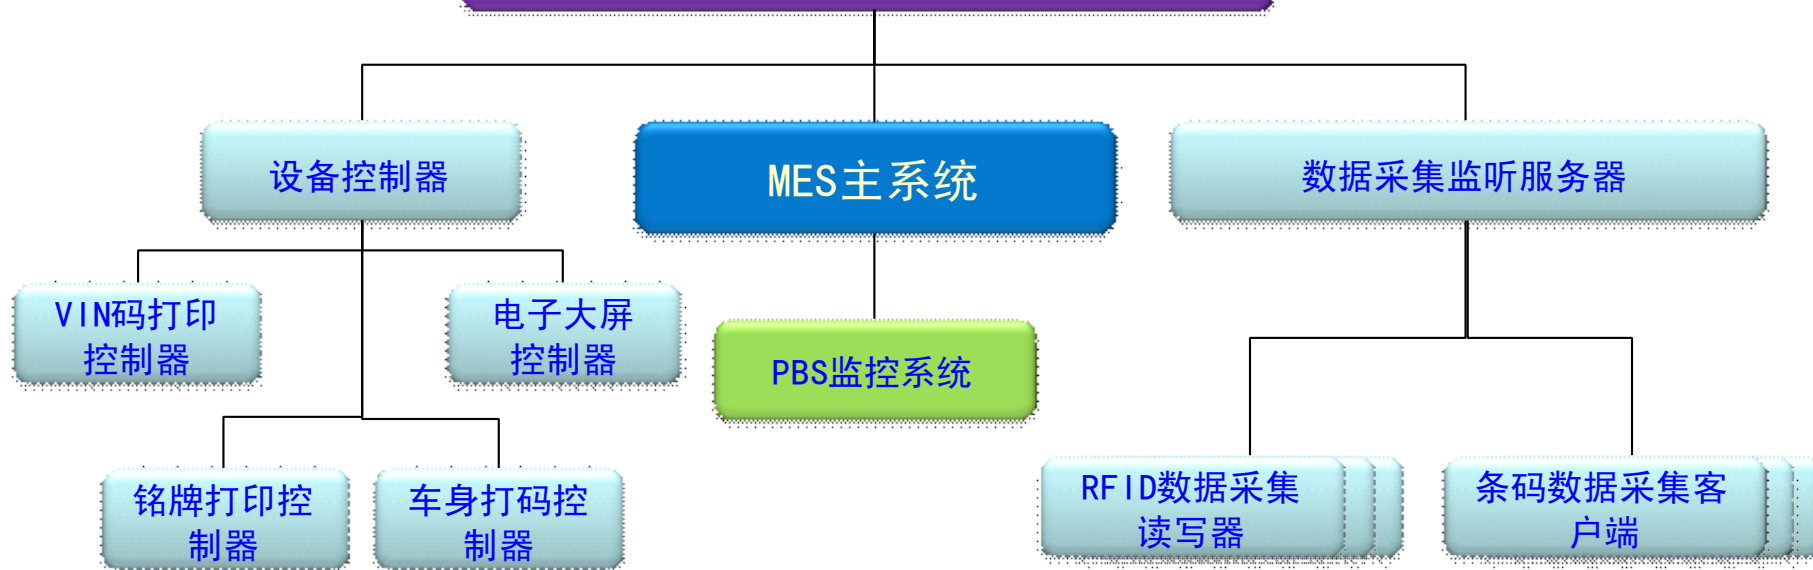 设备控制器
MES主系统
数据采集监听服务器
VIN码打印
控制器
电子大屏
控制器
PBS监控系统
铭牌打印控
制器
车身打码控
制器
RFID数据采集
读写器
条码数据采集客
户端